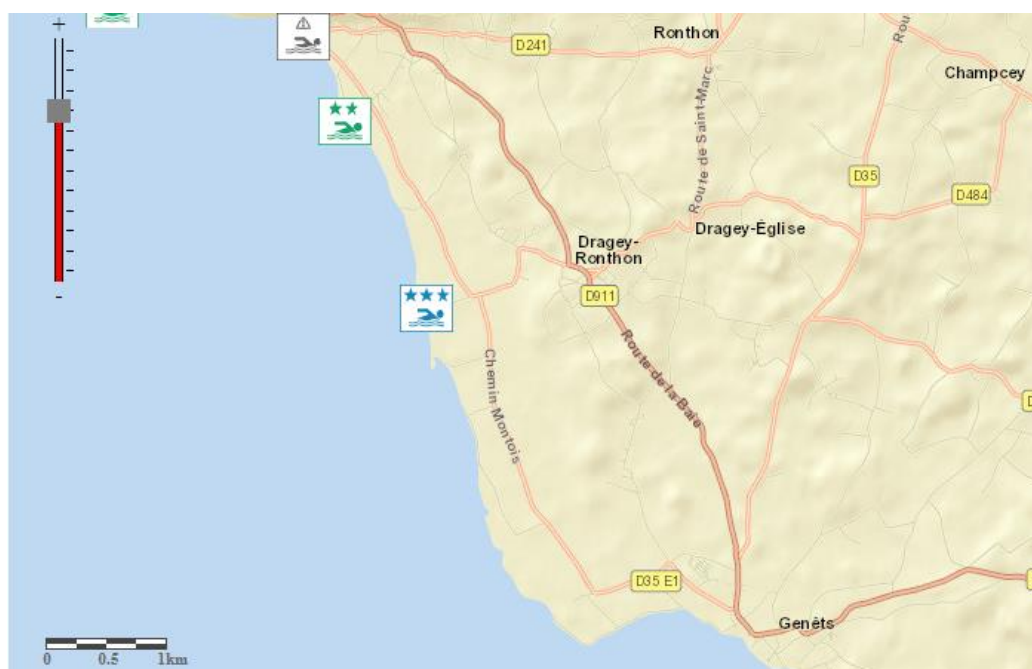 +
Ronthon
D241
Rou
Champcey
Route de Saint-Marc
D35
D484
Dragey-Église
Dragey-
Ronthon
D911
-
Route de la Baie
Chemin Montois
D
D35 E1
Genêts
0 0.5 1km